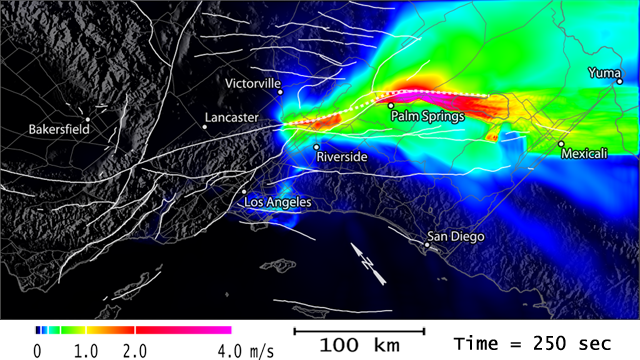 Yuma
Victorville
Lancaster
Palm Springs
Bakersfield
Mexicali
Riverside
Los Angeles
San Diego
N
0 1.0 2.0 4.0 m/s
100 km
Time = 250 sec